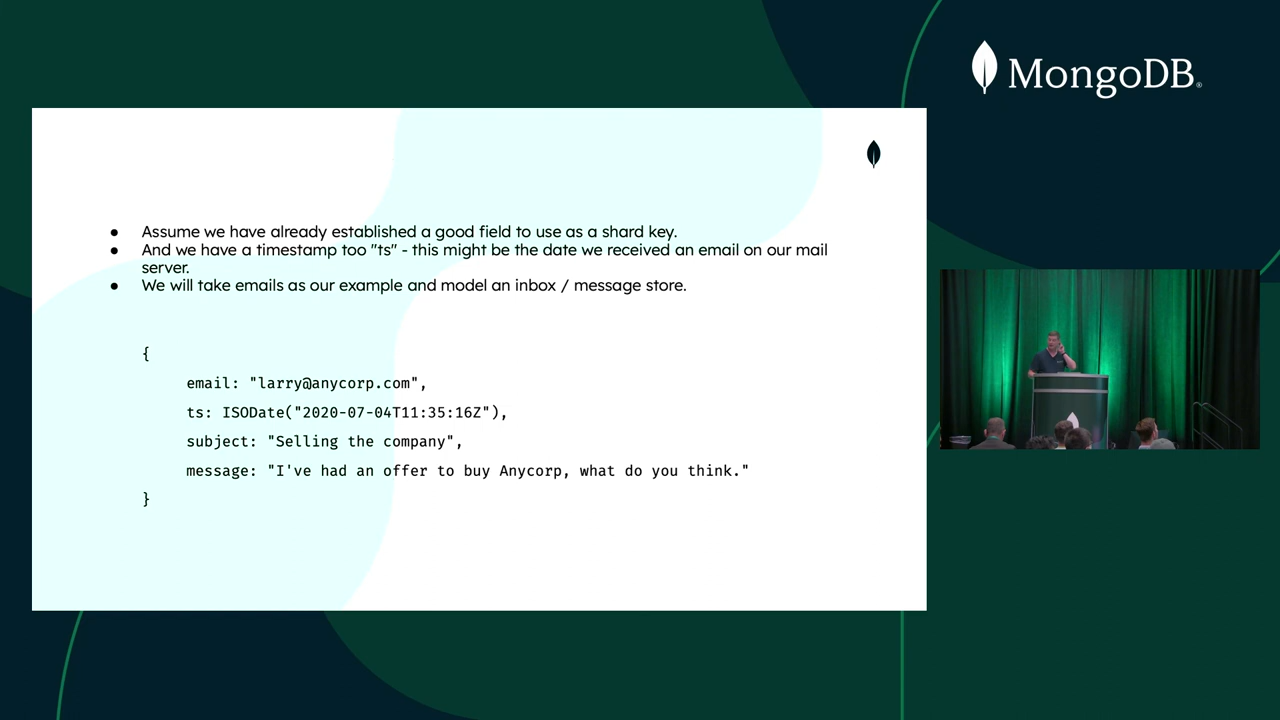 MongoDB®
● Assume we have already established a good field to use as a shard key.
● And we have a timestamp too "ts" - this might be the date we received an email on our mail
server.
● We will take emails as our example and model an inbox / message store.
{
email: "larry@anycorp.com",
ts: ISODate("2020-07-04T11:35:16Z"),
subject: "Selling the company",
message: "I've had an offer to buy Anycorp, what do you think."
}